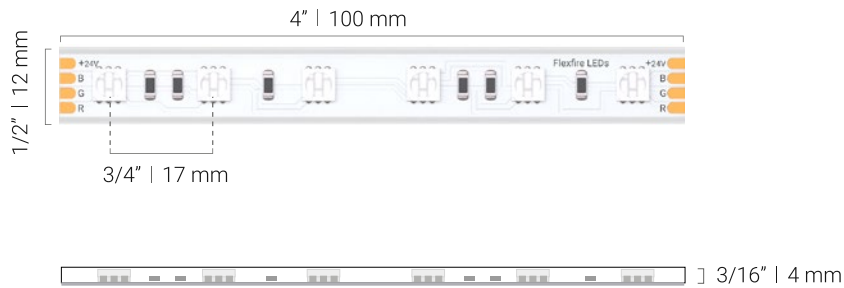 4” | 100 mm
1/2” | 12 mm
+24V
B
G
R
Flexfire LEDs
+24V
B
G
R
3/4” | 17 mm
3/16” | 4 mm